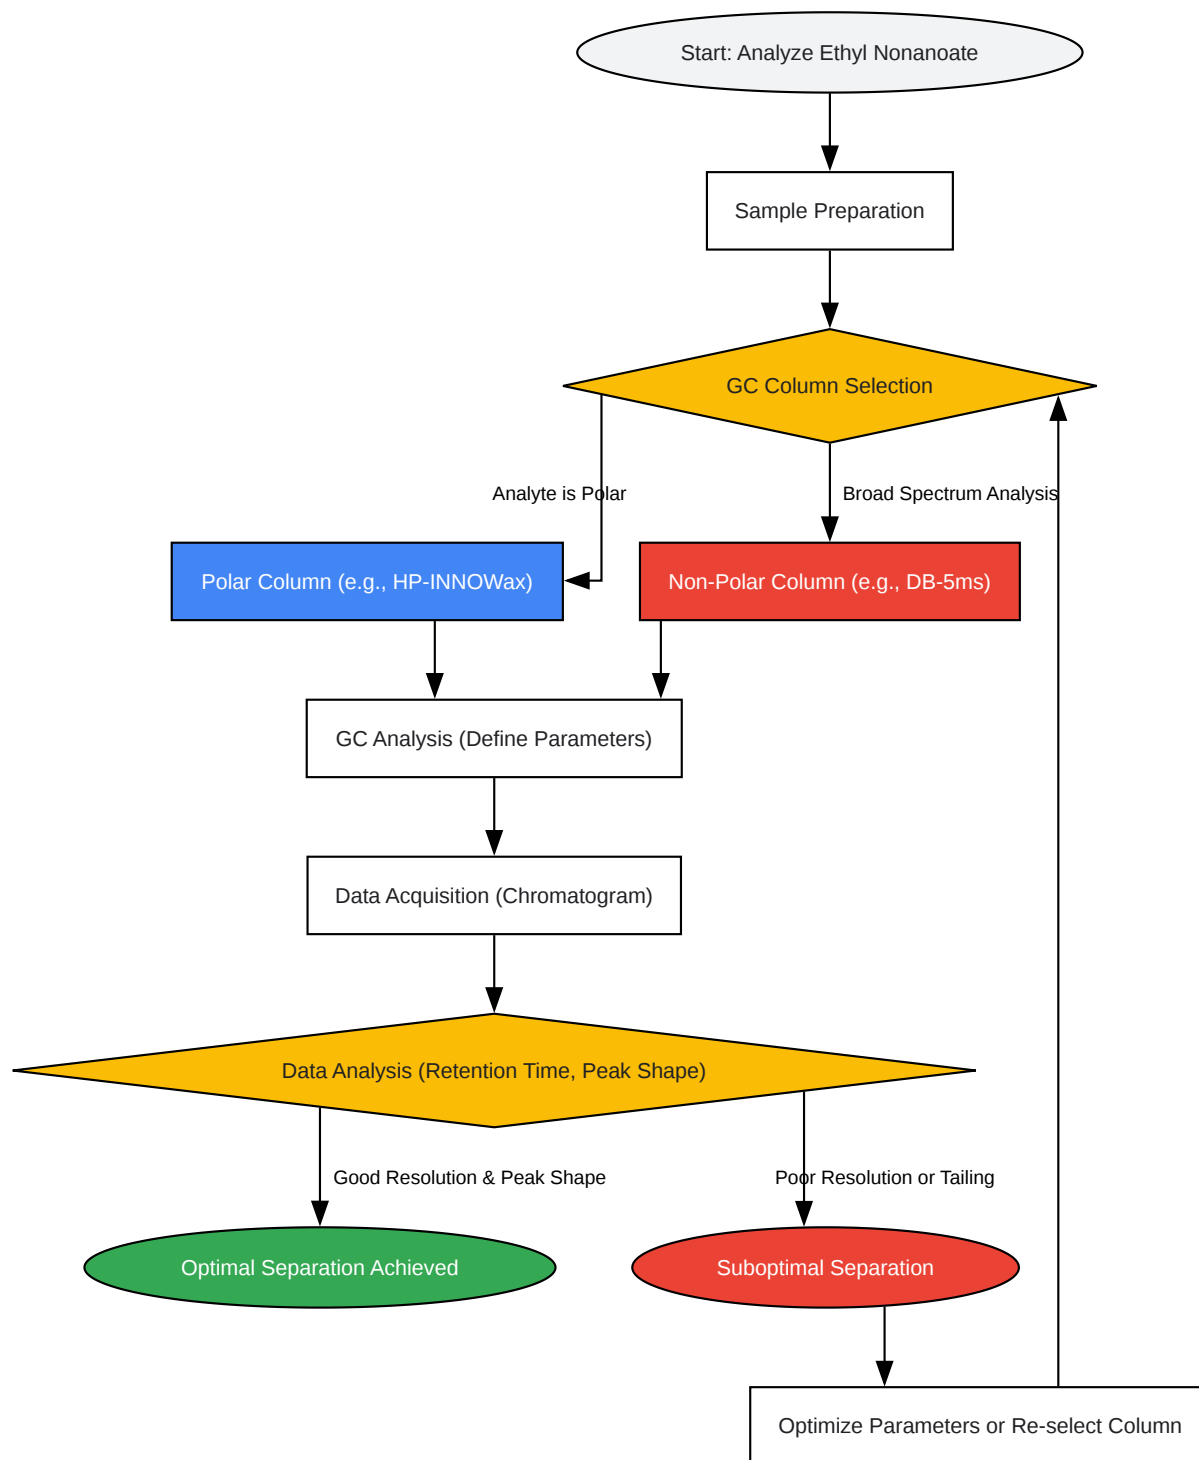 Start: Analyze Ethyl Nonanoate
Sample Preparation
GC Column Selection
Analyte is Polar
Broad Spectrum Analysis
Polar Column (e.g., HP-INNOWax)
Non-Polar Column (e.g., DB-5ms)
GC Analysis (Define Parameters)
Data Acquisition (Chromatogram)
Data Analysis (Retention Time, Peak Shape)
Good Resolution & Peak Shape
Poor Resolution or Tailing
Optimal Separation Achieved
Suboptimal Separation
Optimize Parameters or Re-select Column